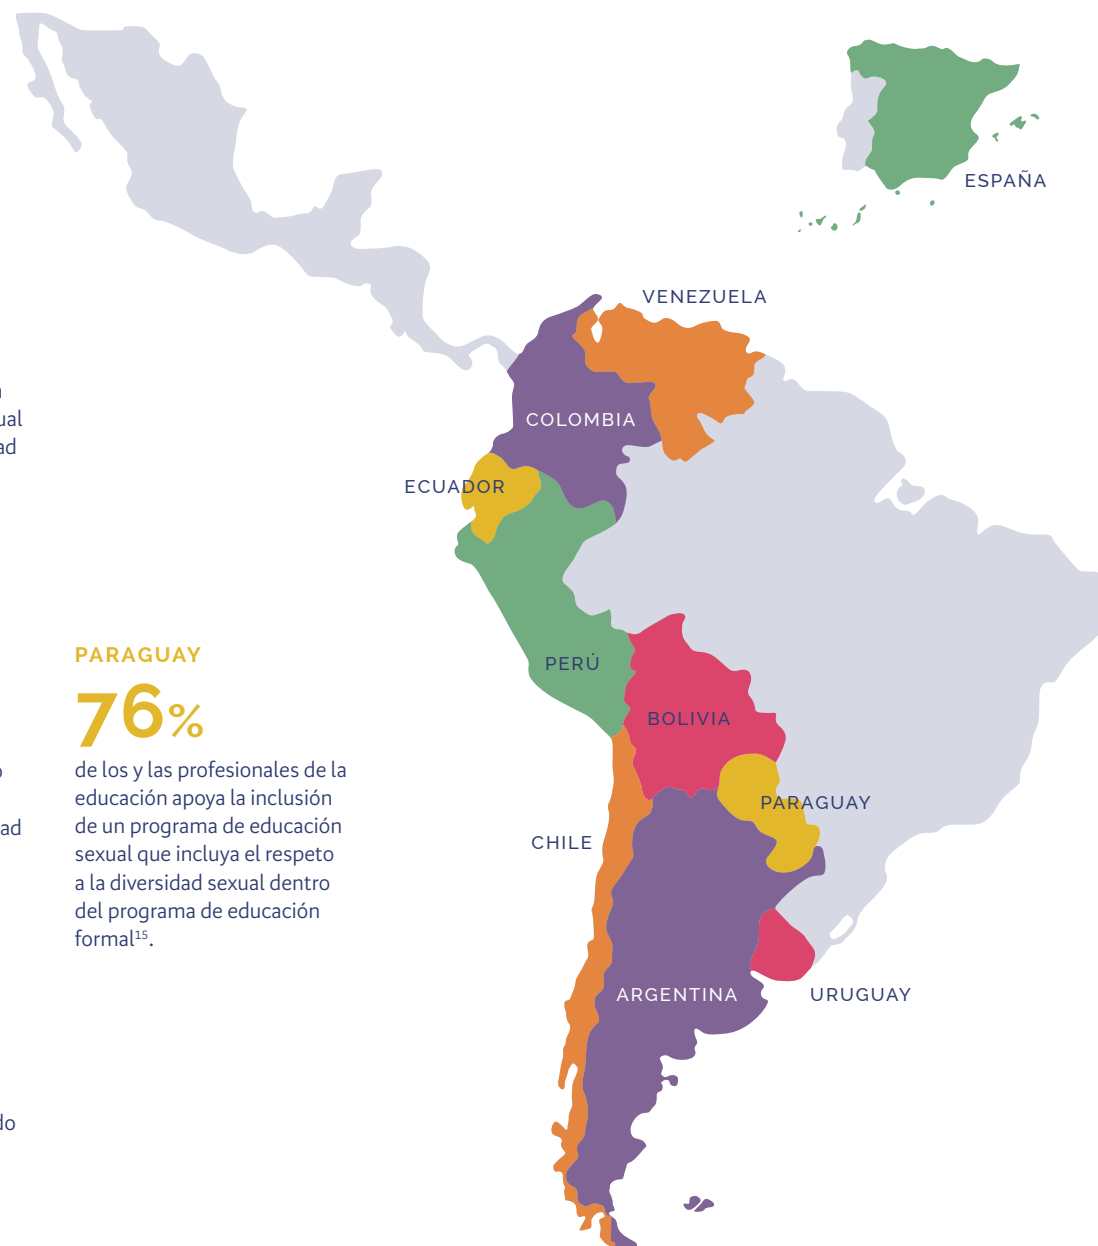 ESPAÑA
VENEZUELA
COLOMBIA
ECUADOR
PERÚ
BOLIVIA
PARAGUAY
CHILE
ARGENTINA
URUGUAY
PARAGUAY
76%
de los y las profesionales de la
educación apoya la inclusión
de un programa de educación
sexual que incluya el respeto
a la diversidad sexual dentro
del programa de educación
formal¹⁵.